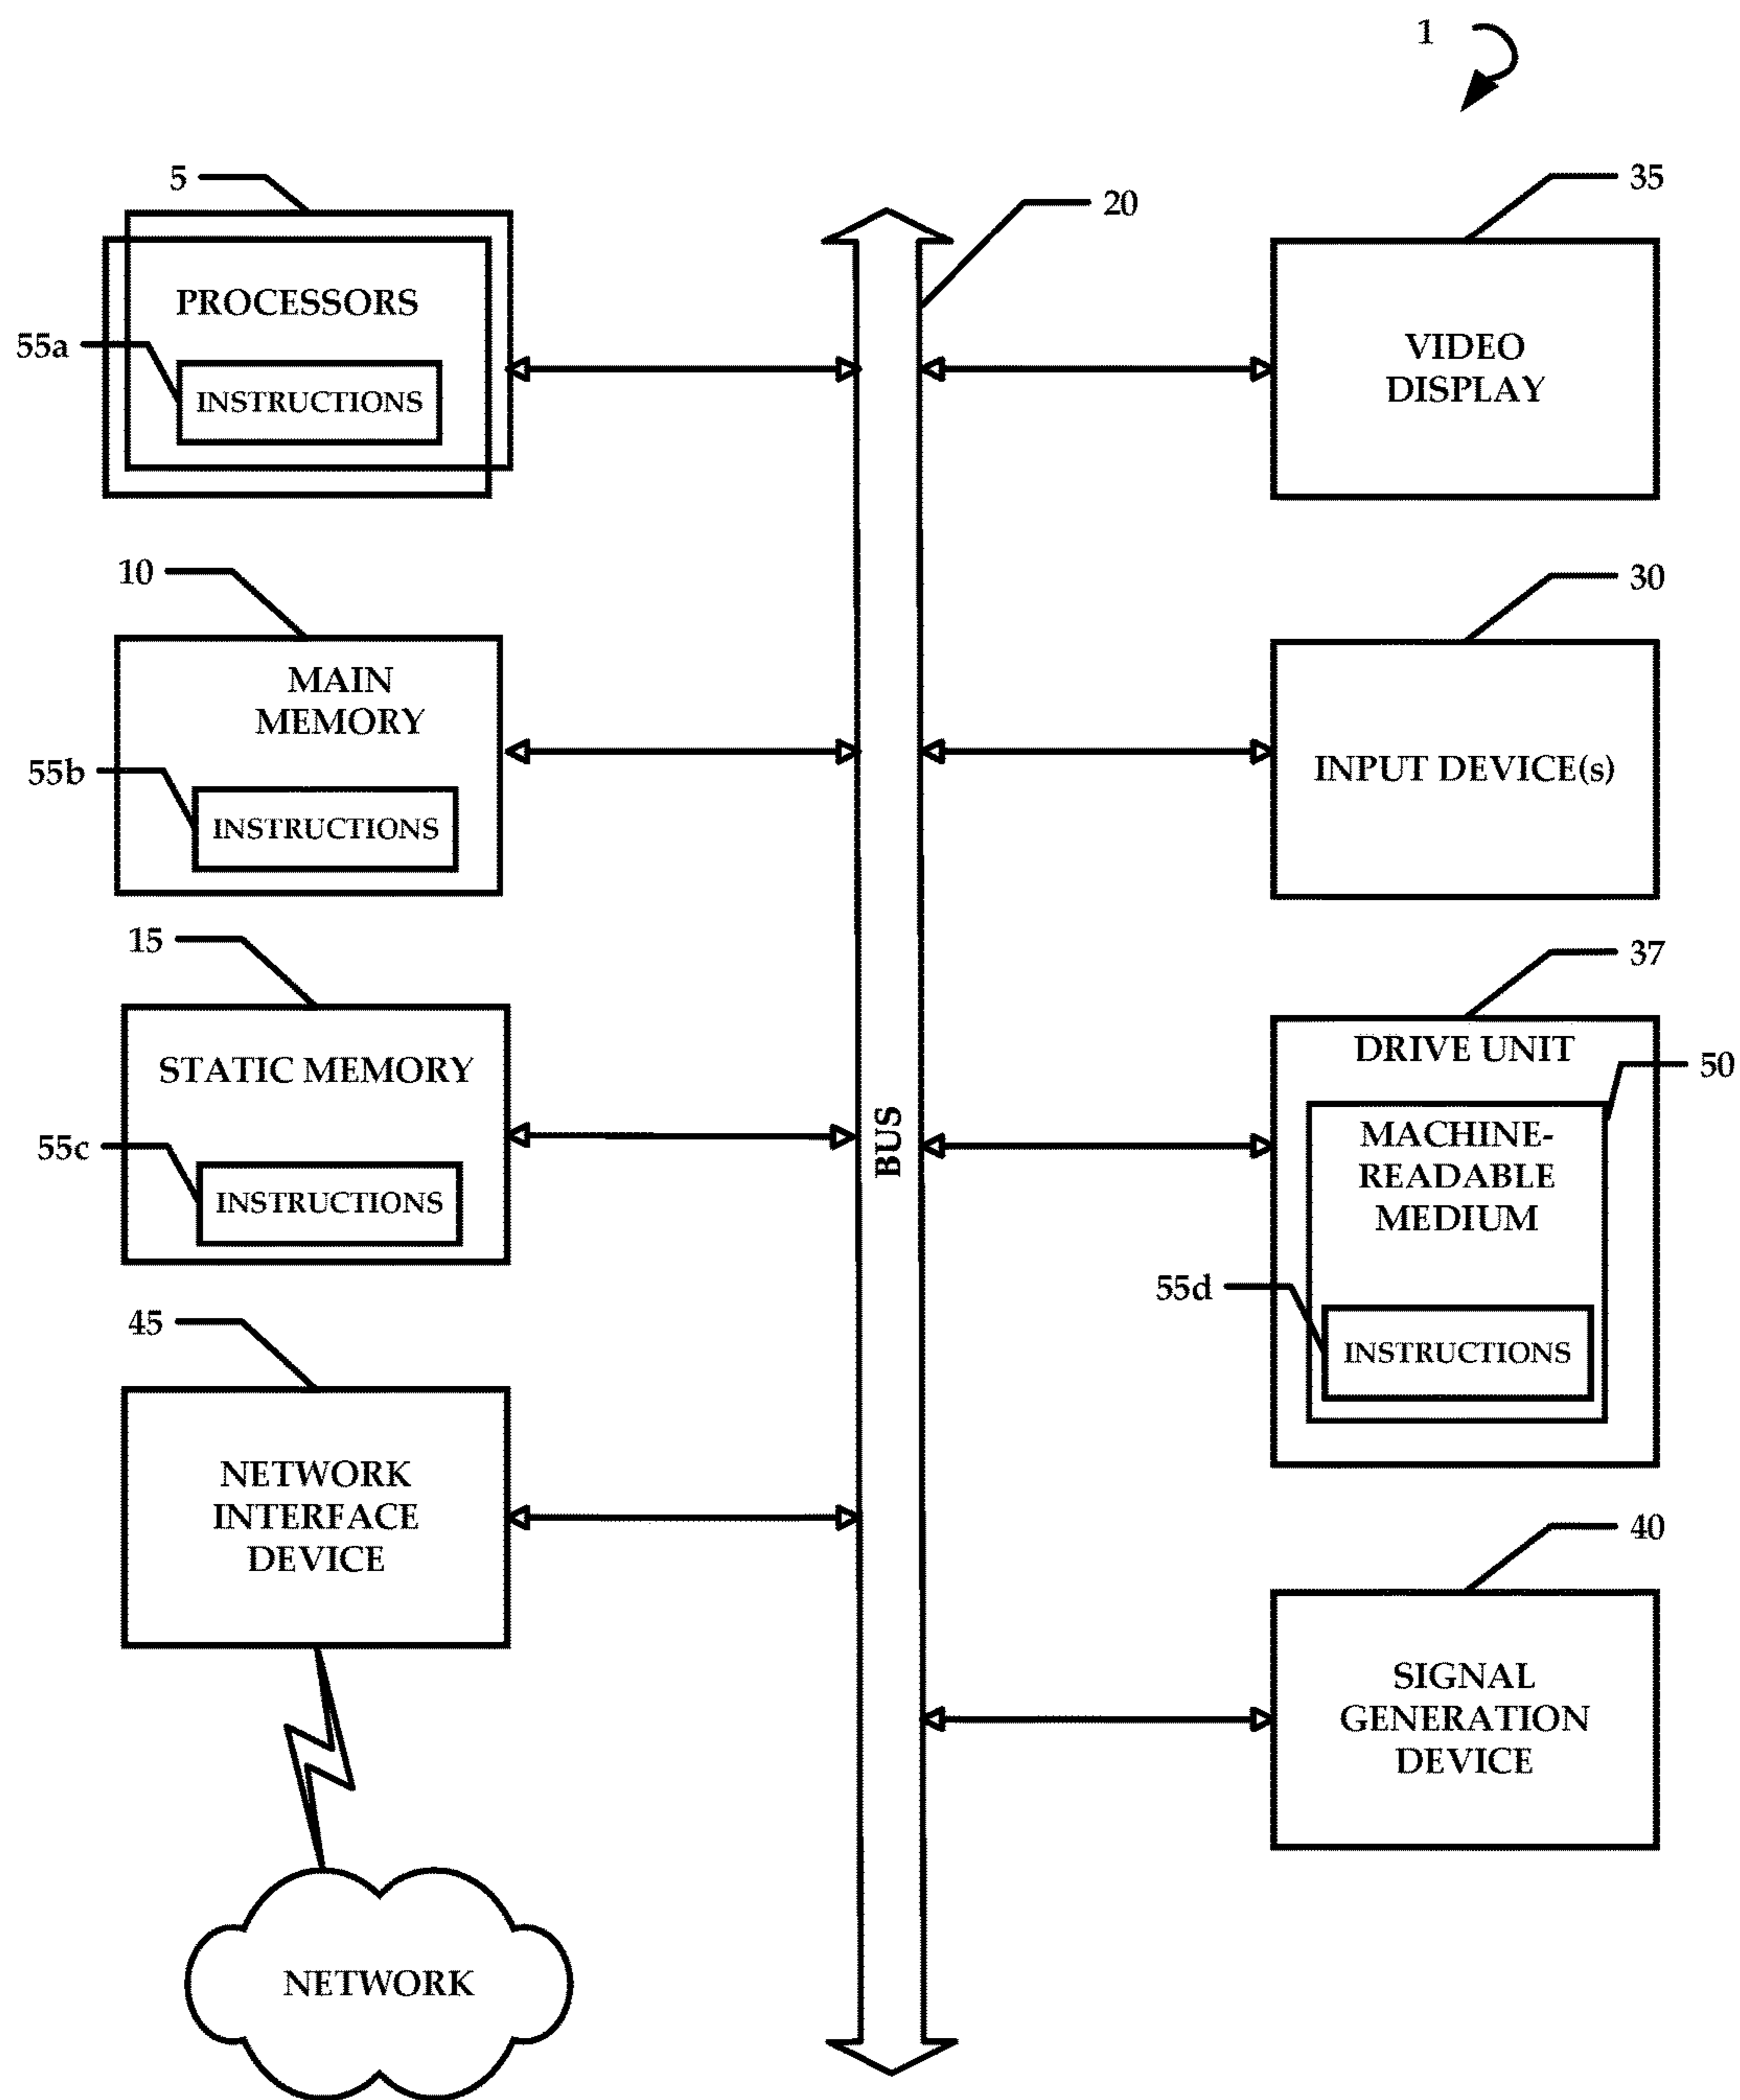 1
5
PROCESSORS
55a
INSTRUCTIONS
10
MAIN
MEMORY
55b
INSTRUCTIONS
15
STATIC MEMORY
55c
INSTRUCTIONS
45
NETWORK
INTERFACE
DEVICE
NETWORK
20
BUS
35
VIDEO
DISPLAY
30
INPUT DEVICE(s)
37
DRIVE UNIT
50
MACHINE-
READABLE
MEDIUM
55d
INSTRUCTIONS
40
SIGNAL
GENERATION
DEVICE